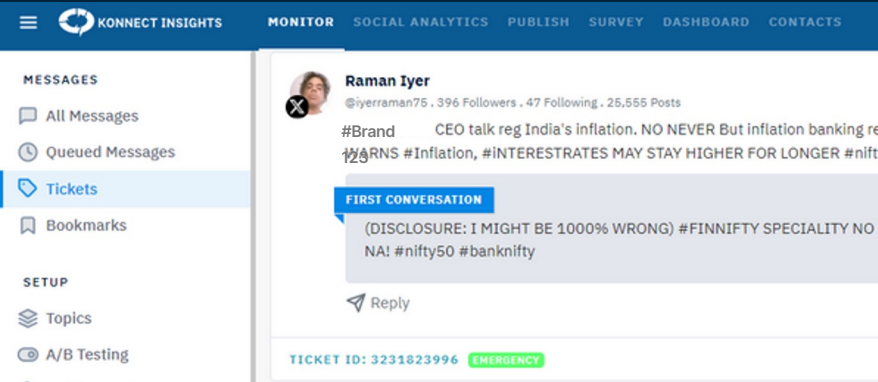 KONNECT INSIGHTS
MONITOR SOCIAL ANALYTICS PUBLISH SURVEY DASHBOARD CONTACTS
MESSAGES
All Messages
Queued Messages
Tickets
Bookmarks
SETUP
Topics
A/B Testing
Raman Iyer
@iyerraman75 . 396 Followers . 47 Following . 25,555 Posts
#Brand 123
CEO talk reg India's inflation. NO NEVER But inflation banking re
WARNS #Inflation, #iNTERESTRATES MAY STAY HIGHER FOR LONGER #nift
FIRST CONVERSATION
(DISCLOSURE: I MIGHT BE 1000% WRONG) #FINNIFTY SPECIALITY NO
NA! #nifty50 #banknifty
Reply
TICKET ID: 3231823996 EMERGENCY